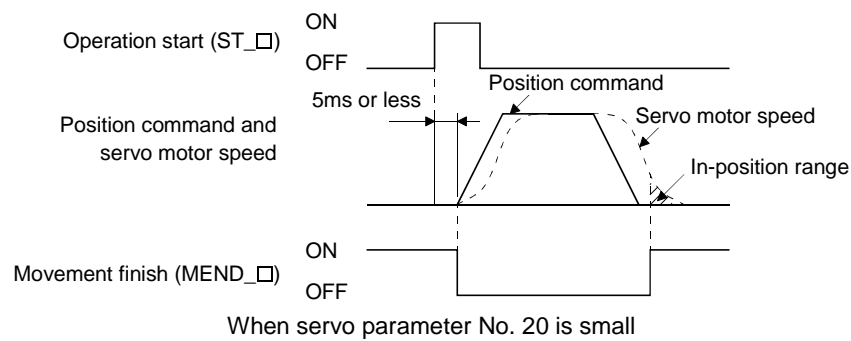 ON
Operation start (ST_□)
OFF
Position command
5ms or less
Servo motor speed
Position command and
servo motor speed
In-position range
ON
Movement finish (MEND_□)
OFF
When servo parameter No. 20 is small